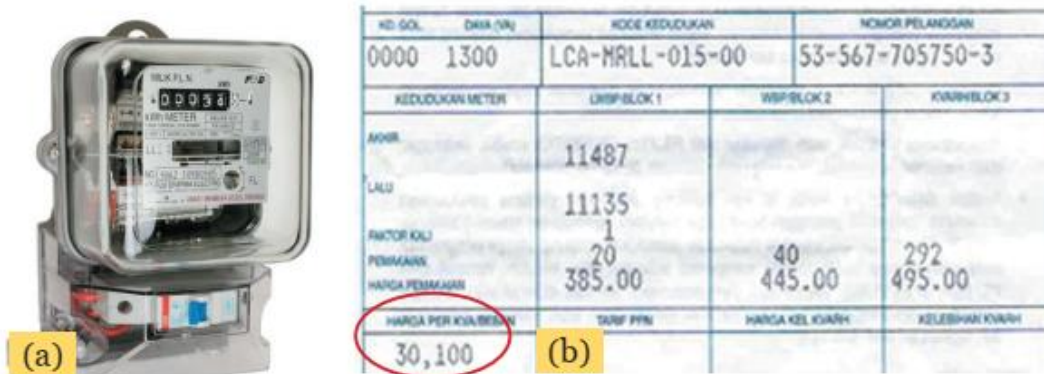 MLK P.L.N
kWh METER
(a)
KD. GOL. DAYA (VA) KODE KEDUDUKAN NOMOR PELANGGAN
0000 1300 LCA-MRLL-015-00 53-567-705750-3
KEDUDUKAN METER LWBP/BLOK 1 WBP/BLOK 2 KVARH/BLOK 3
AKHIR 11487
LALU 11135
FAKTOR KALI 1
PEMAKAIAN 20 40 292
HARGA PEMAKAIAN 385.00 445.00 495.00
HARGA PER KVA/BEBAN TARIF PPN HARGA KEL KVARH KELEBIHAN KVARH
30,100
(b)